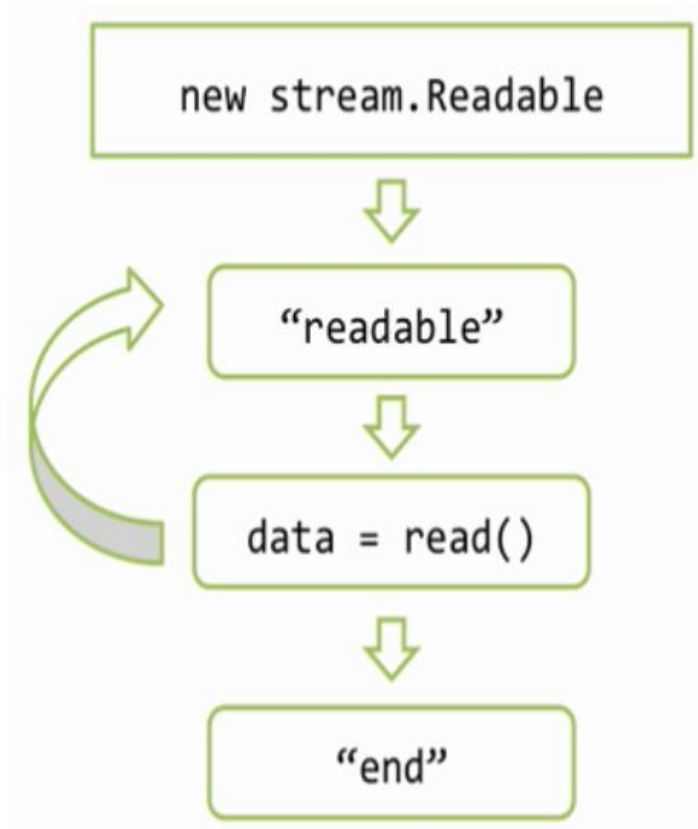 new stream.Readable
“readable”
data = read()
“end”